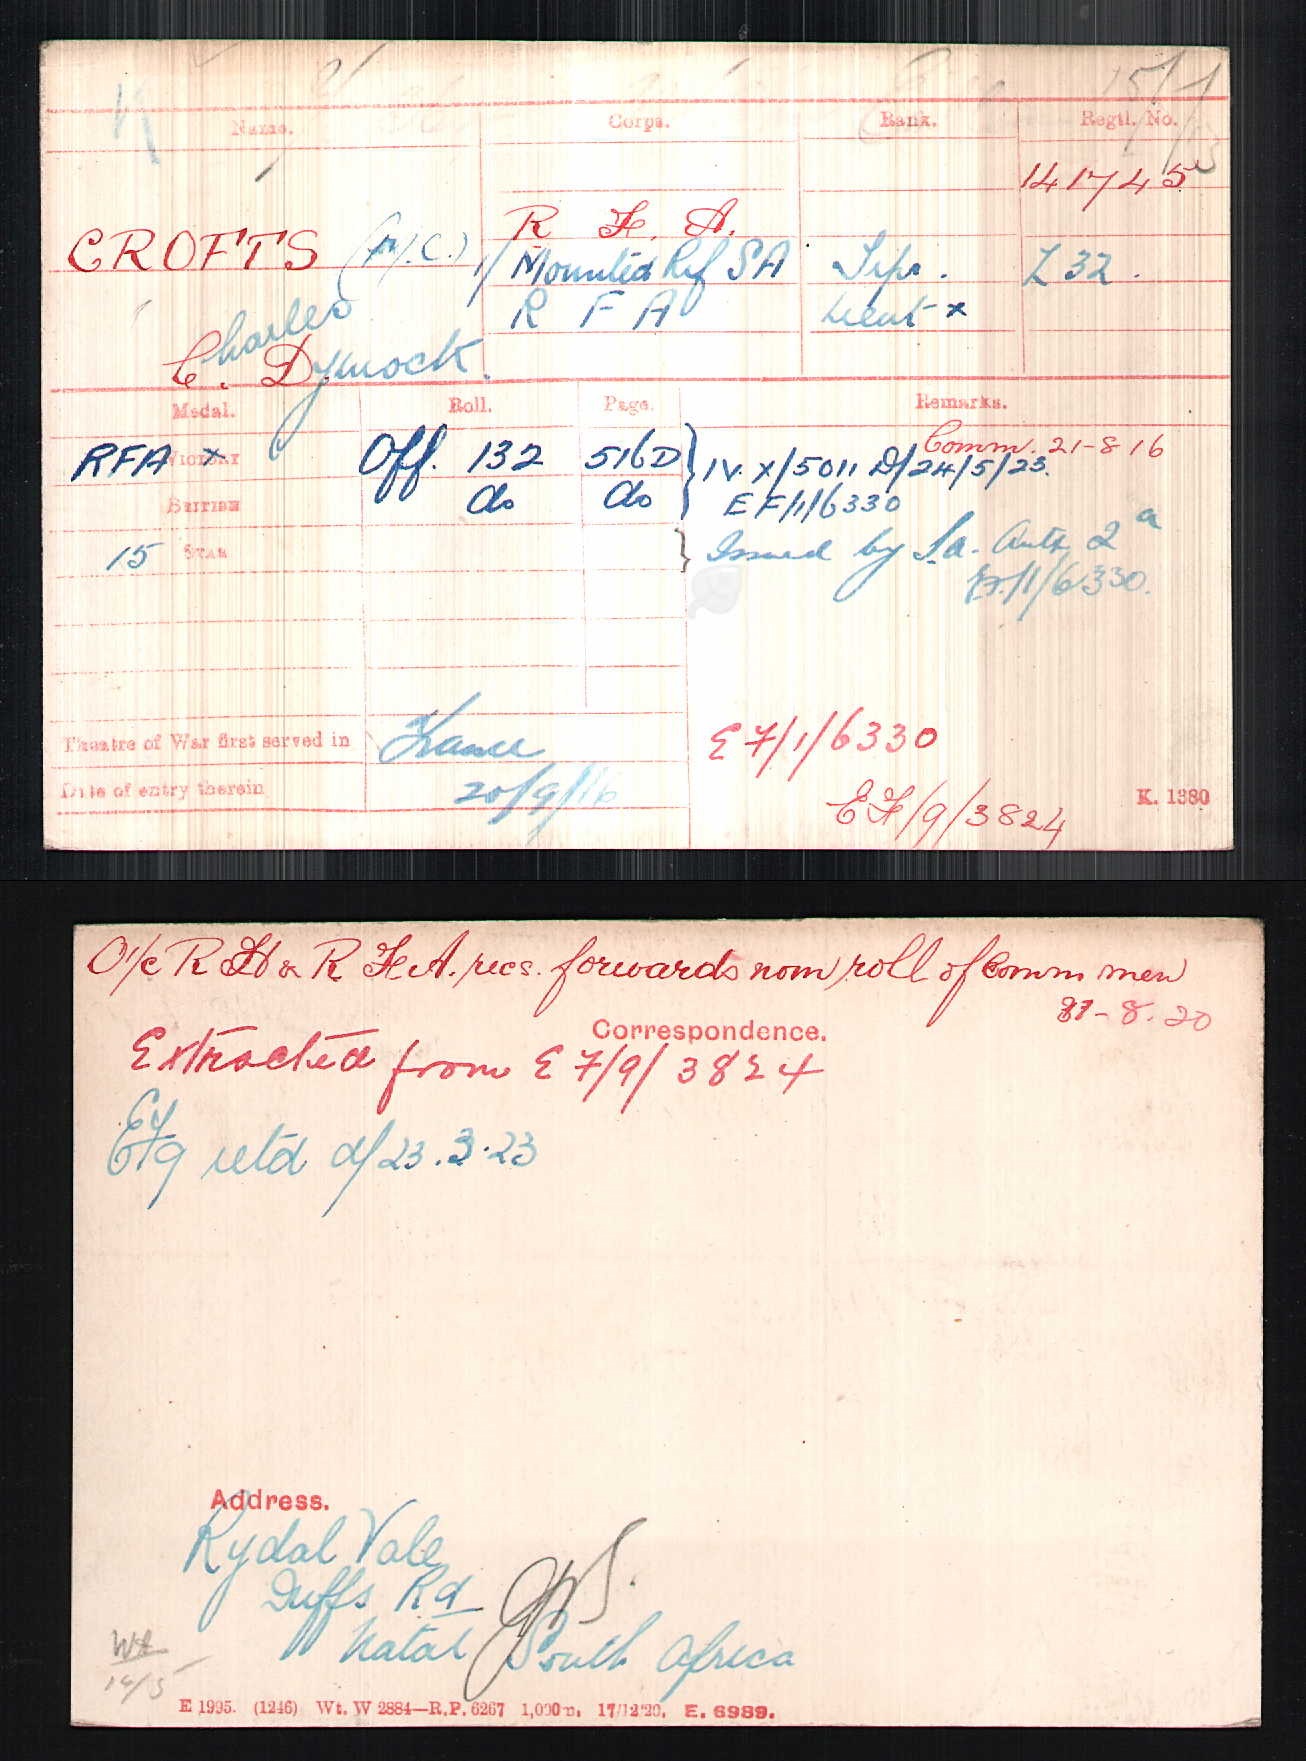 Name. Corps. Rank. Regtl. No.
141745
CROFTS (M.C.) R. F. A.
1/ Mounted Rif SA Tpr. Z 32.
R F A Lieut x
Charles
C. Dymock.
Medal. Roll. Page. Remarks.
Comm. 21-8 16
RFA x VICTORY Off. 132 516D IV. X/5011 D/24/5/23.
BRITISH do do EF/1/6330
15 STAR Issued by S.a. Auth 2a
EF/1/6330.
Theatre of War first served in France
Date of entry therein 20/9/16
E F/1/6330
EF/9/3824
K. 1380
O i/c R H & R F A. recs. forwards nom roll of Comm men
31-8.20
Correspondence.
Extracted from E F/9/3824
EF/9 retd d/23.3.23
Address.
Rydal Vale
Duffs Rd
Natal South Africa
14/5
E 1995. (1246) Wt. W 2884—R.P. 6267 1,000m. 17/12/20. E. 6989.